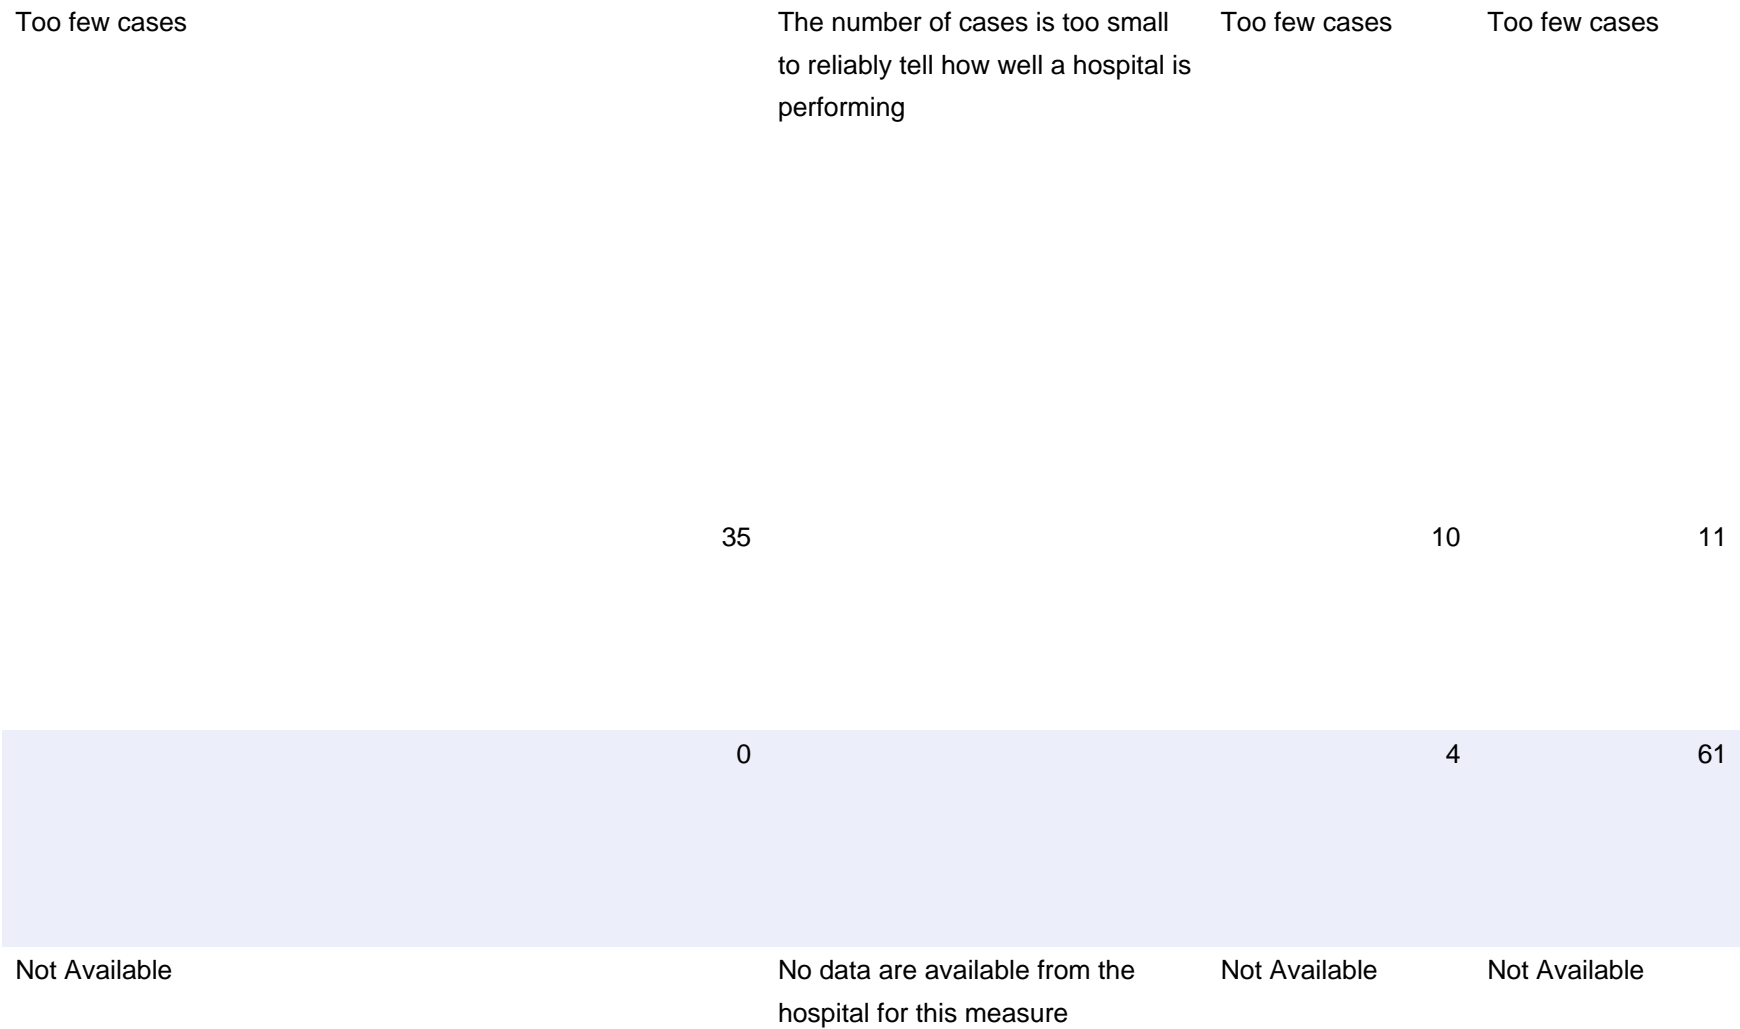 Too few cases The number of cases is too small Too few cases Too few cases
to reliably tell how well a hospital is
performing
35 10 11
0 4 61
Not Available No data are available from the Not Available Not Available
hospital for this measure